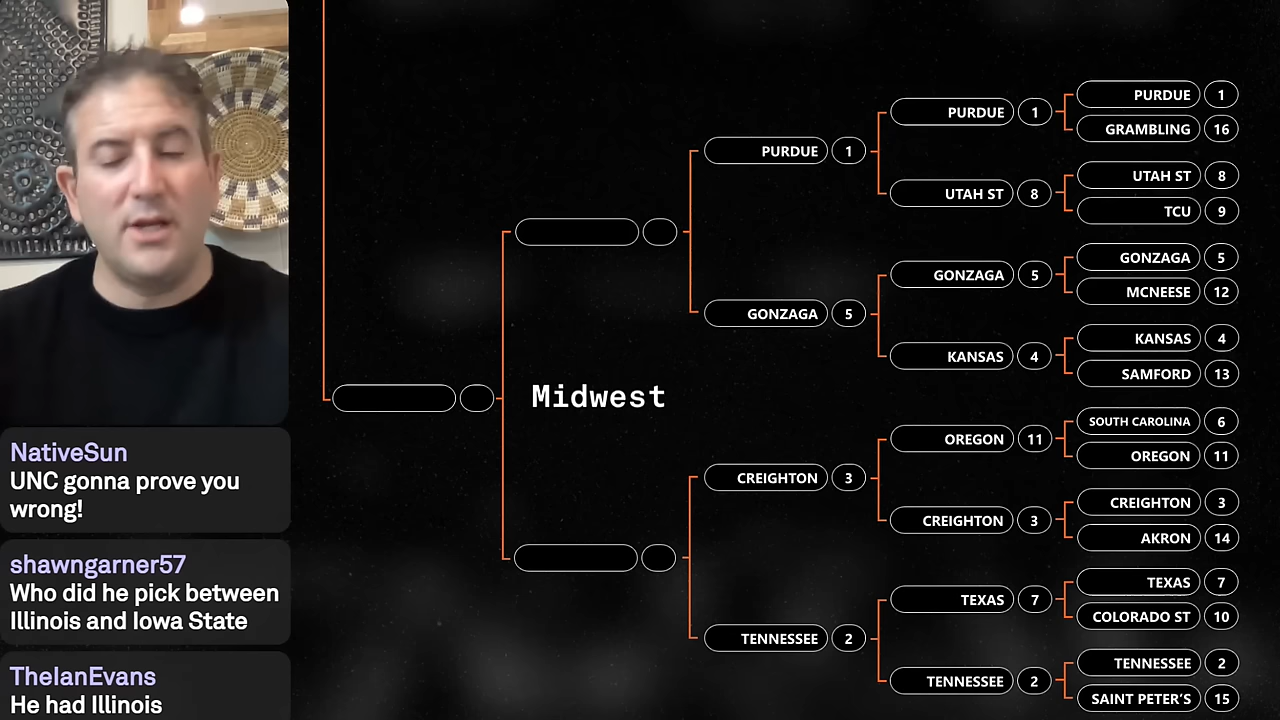 NativeSun
UNC gonna prove you
wrong!
shawngarner57
Who did he pick between
Illinois and Iowa State
TheIanEvans
He had Illinois
Midwest
PURDUE 1
GONZAGA 5
CREIGHTON 3
TENNESSEE 2
PURDUE 1
UTAH ST 8
GONZAGA 5
KANSAS 4
OREGON 11
CREIGHTON 3
TEXAS 7
TENNESSEE 2
PURDUE 1
GRAMBLING 16
UTAH ST 8
TCU 9
GONZAGA 5
MCNEESE 12
KANSAS 4
SAMFORD 13
SOUTH CAROLINA 6
OREGON 11
CREIGHTON 3
AKRON 14
TEXAS 7
COLORADO ST 10
TENNESSEE 2
SAINT PETER'S 15